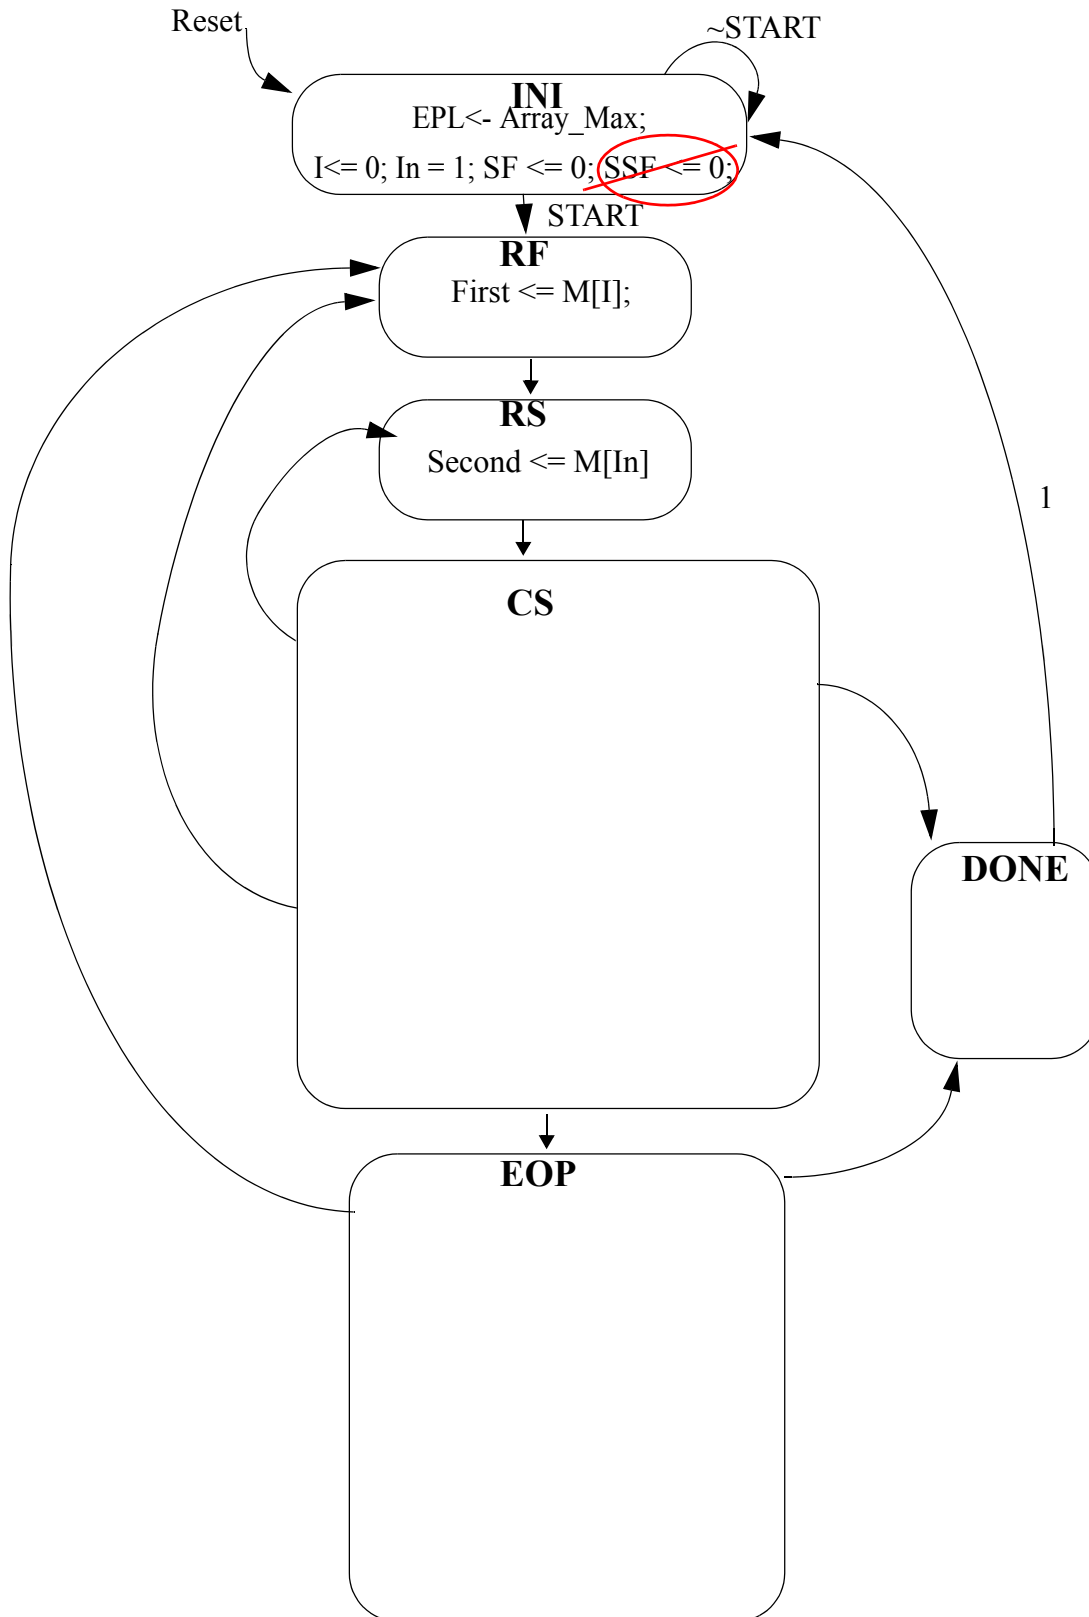 Reset
~START
INI
EPL<- Array_Max;
I<= 0; In = 1; SF <= 0; SSF <= 0;
START
RF
First <= M[I];
RS
Second <= M[In]
1
CS
DONE
EOP